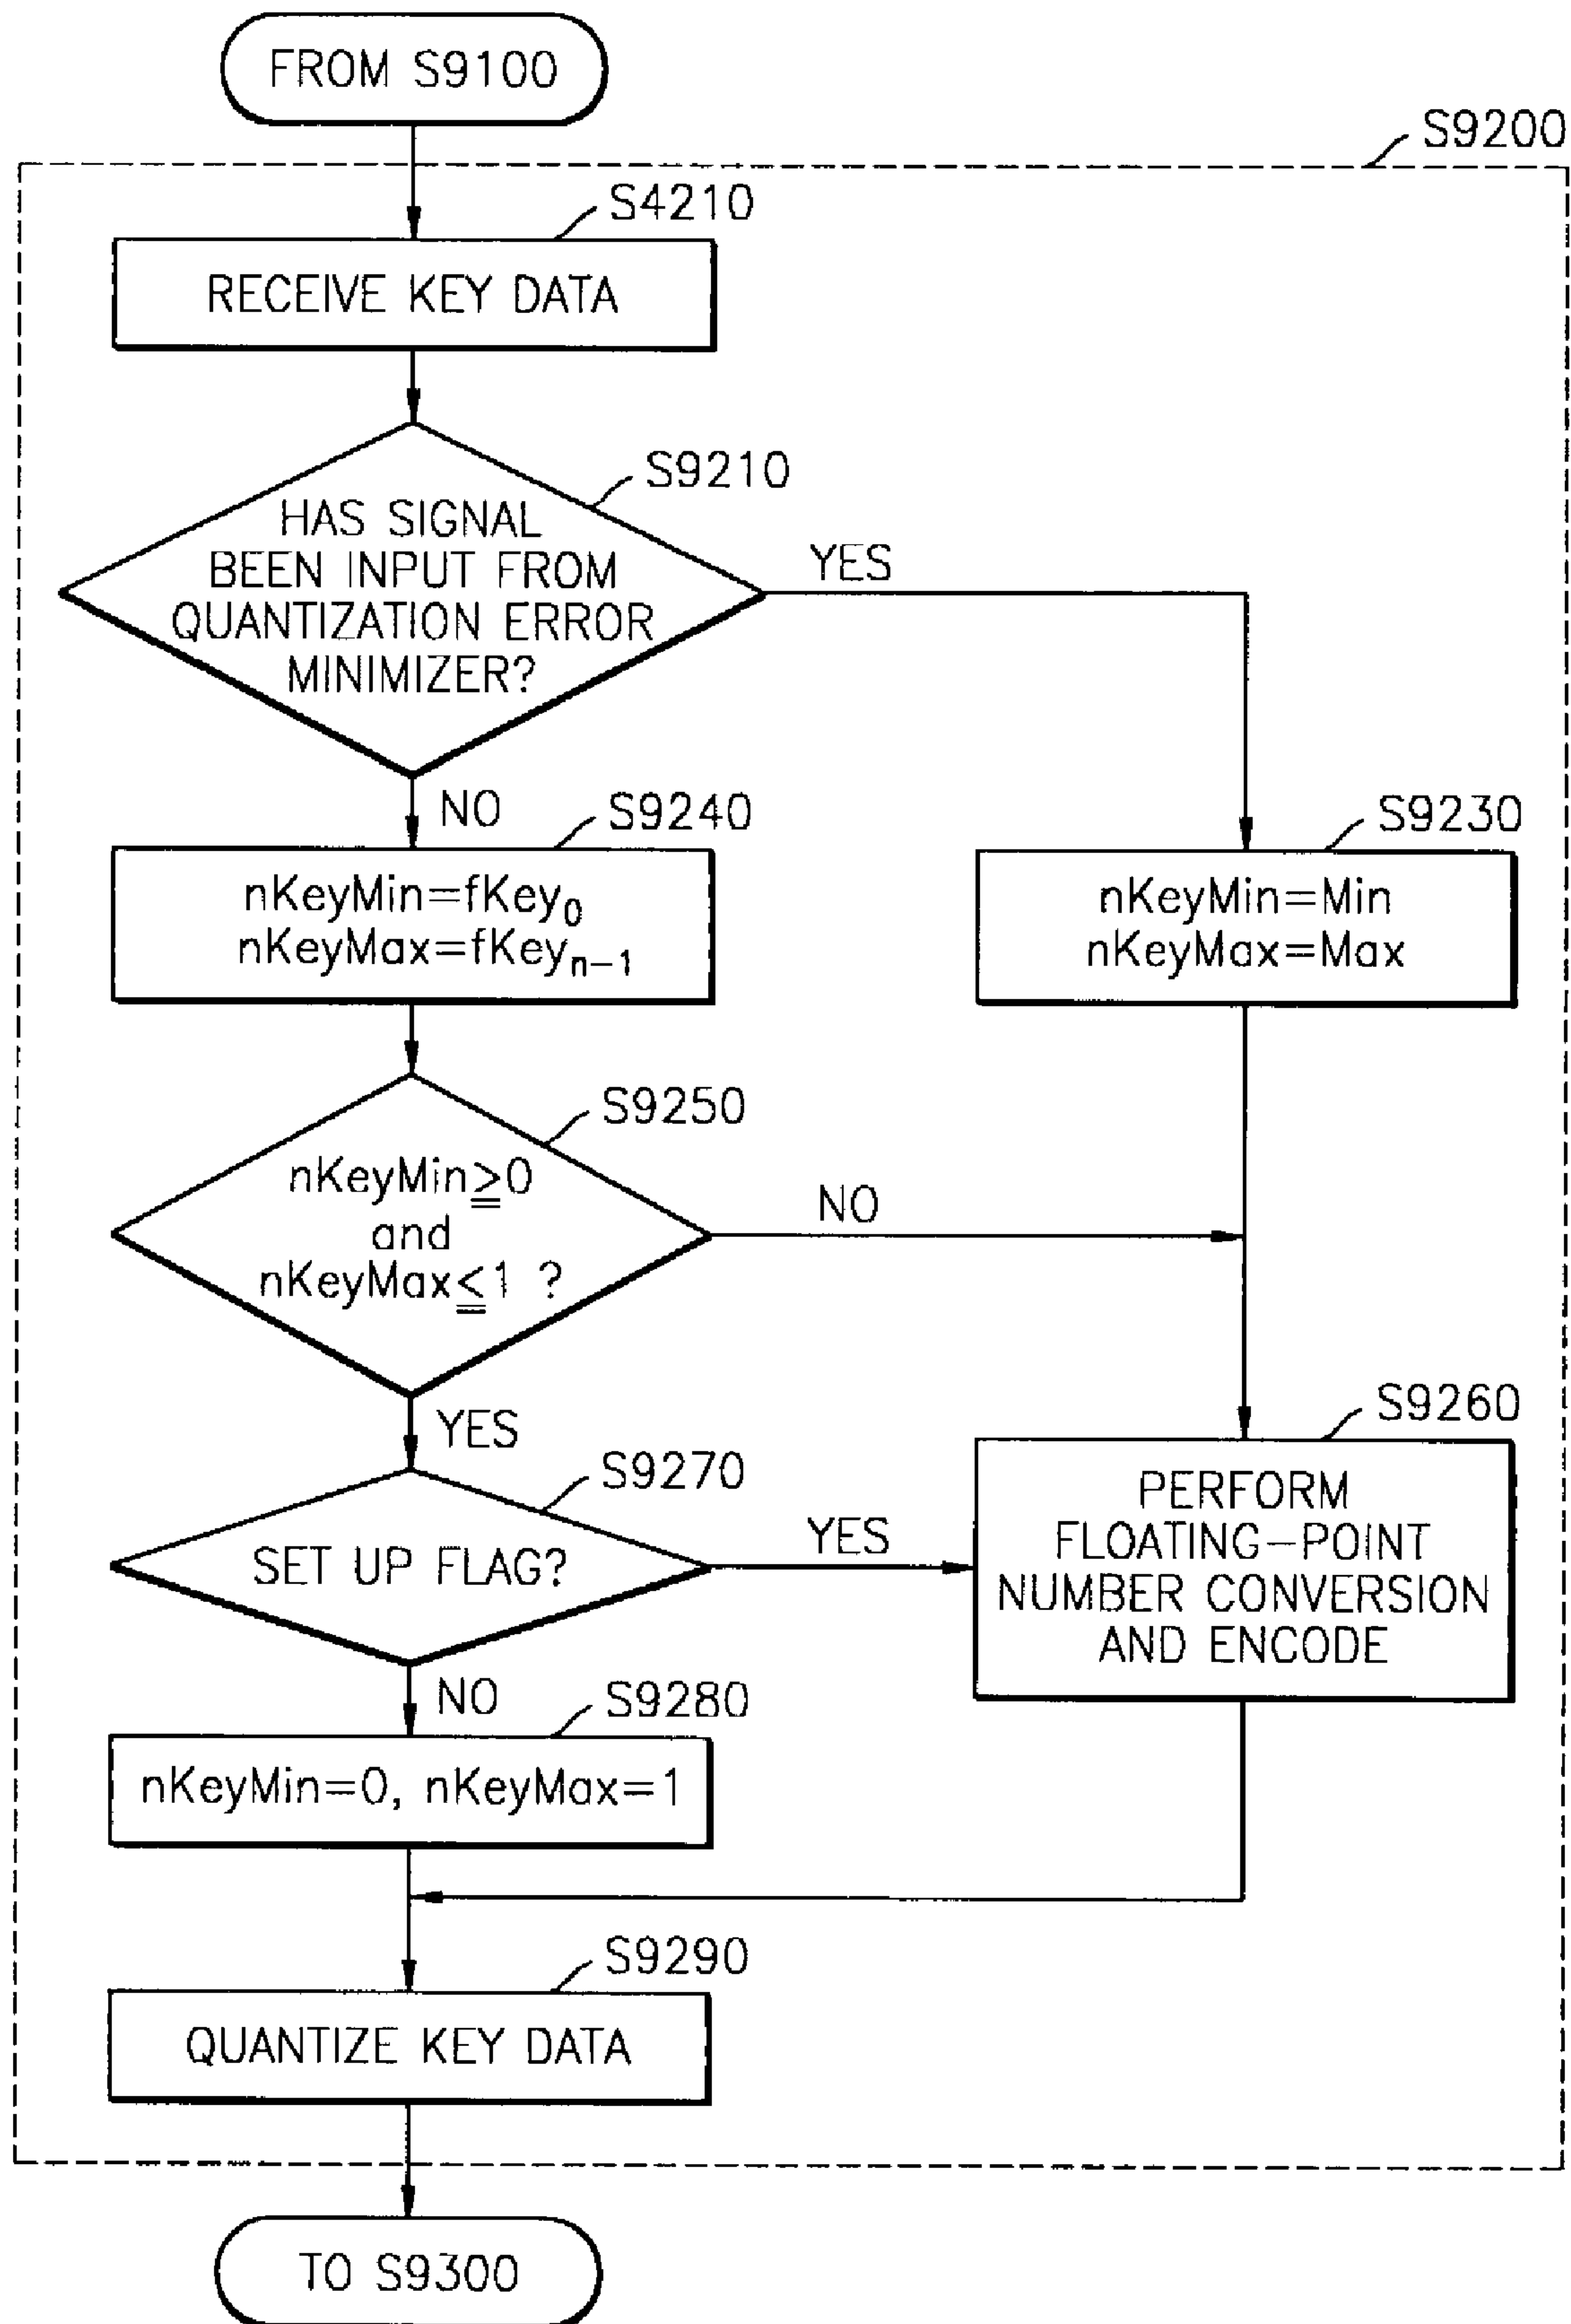 FROM S9100
S9200
S4210
RECEIVE KEY DATA
S9210
HAS SIGNAL
BEEN INPUT FROM
QUANTIZATION ERROR
MINIMIZER?
YES
NO
S9240
nKeyMin=fKey₀
nKeyMax=fKeyₙ₋₁
S9230
nKeyMin=Min
nKeyMax=Max
S9250
nKeyMin≧0
and
nKeyMax≦1 ?
NO
YES
S9270
SET UP FLAG?
YES
S9260
PERFORM
FLOATING-POINT
NUMBER CONVERSION
AND ENCODE
NO
S9280
nKeyMin=0, nKeyMax=1
S9290
QUANTIZE KEY DATA
TO S9300